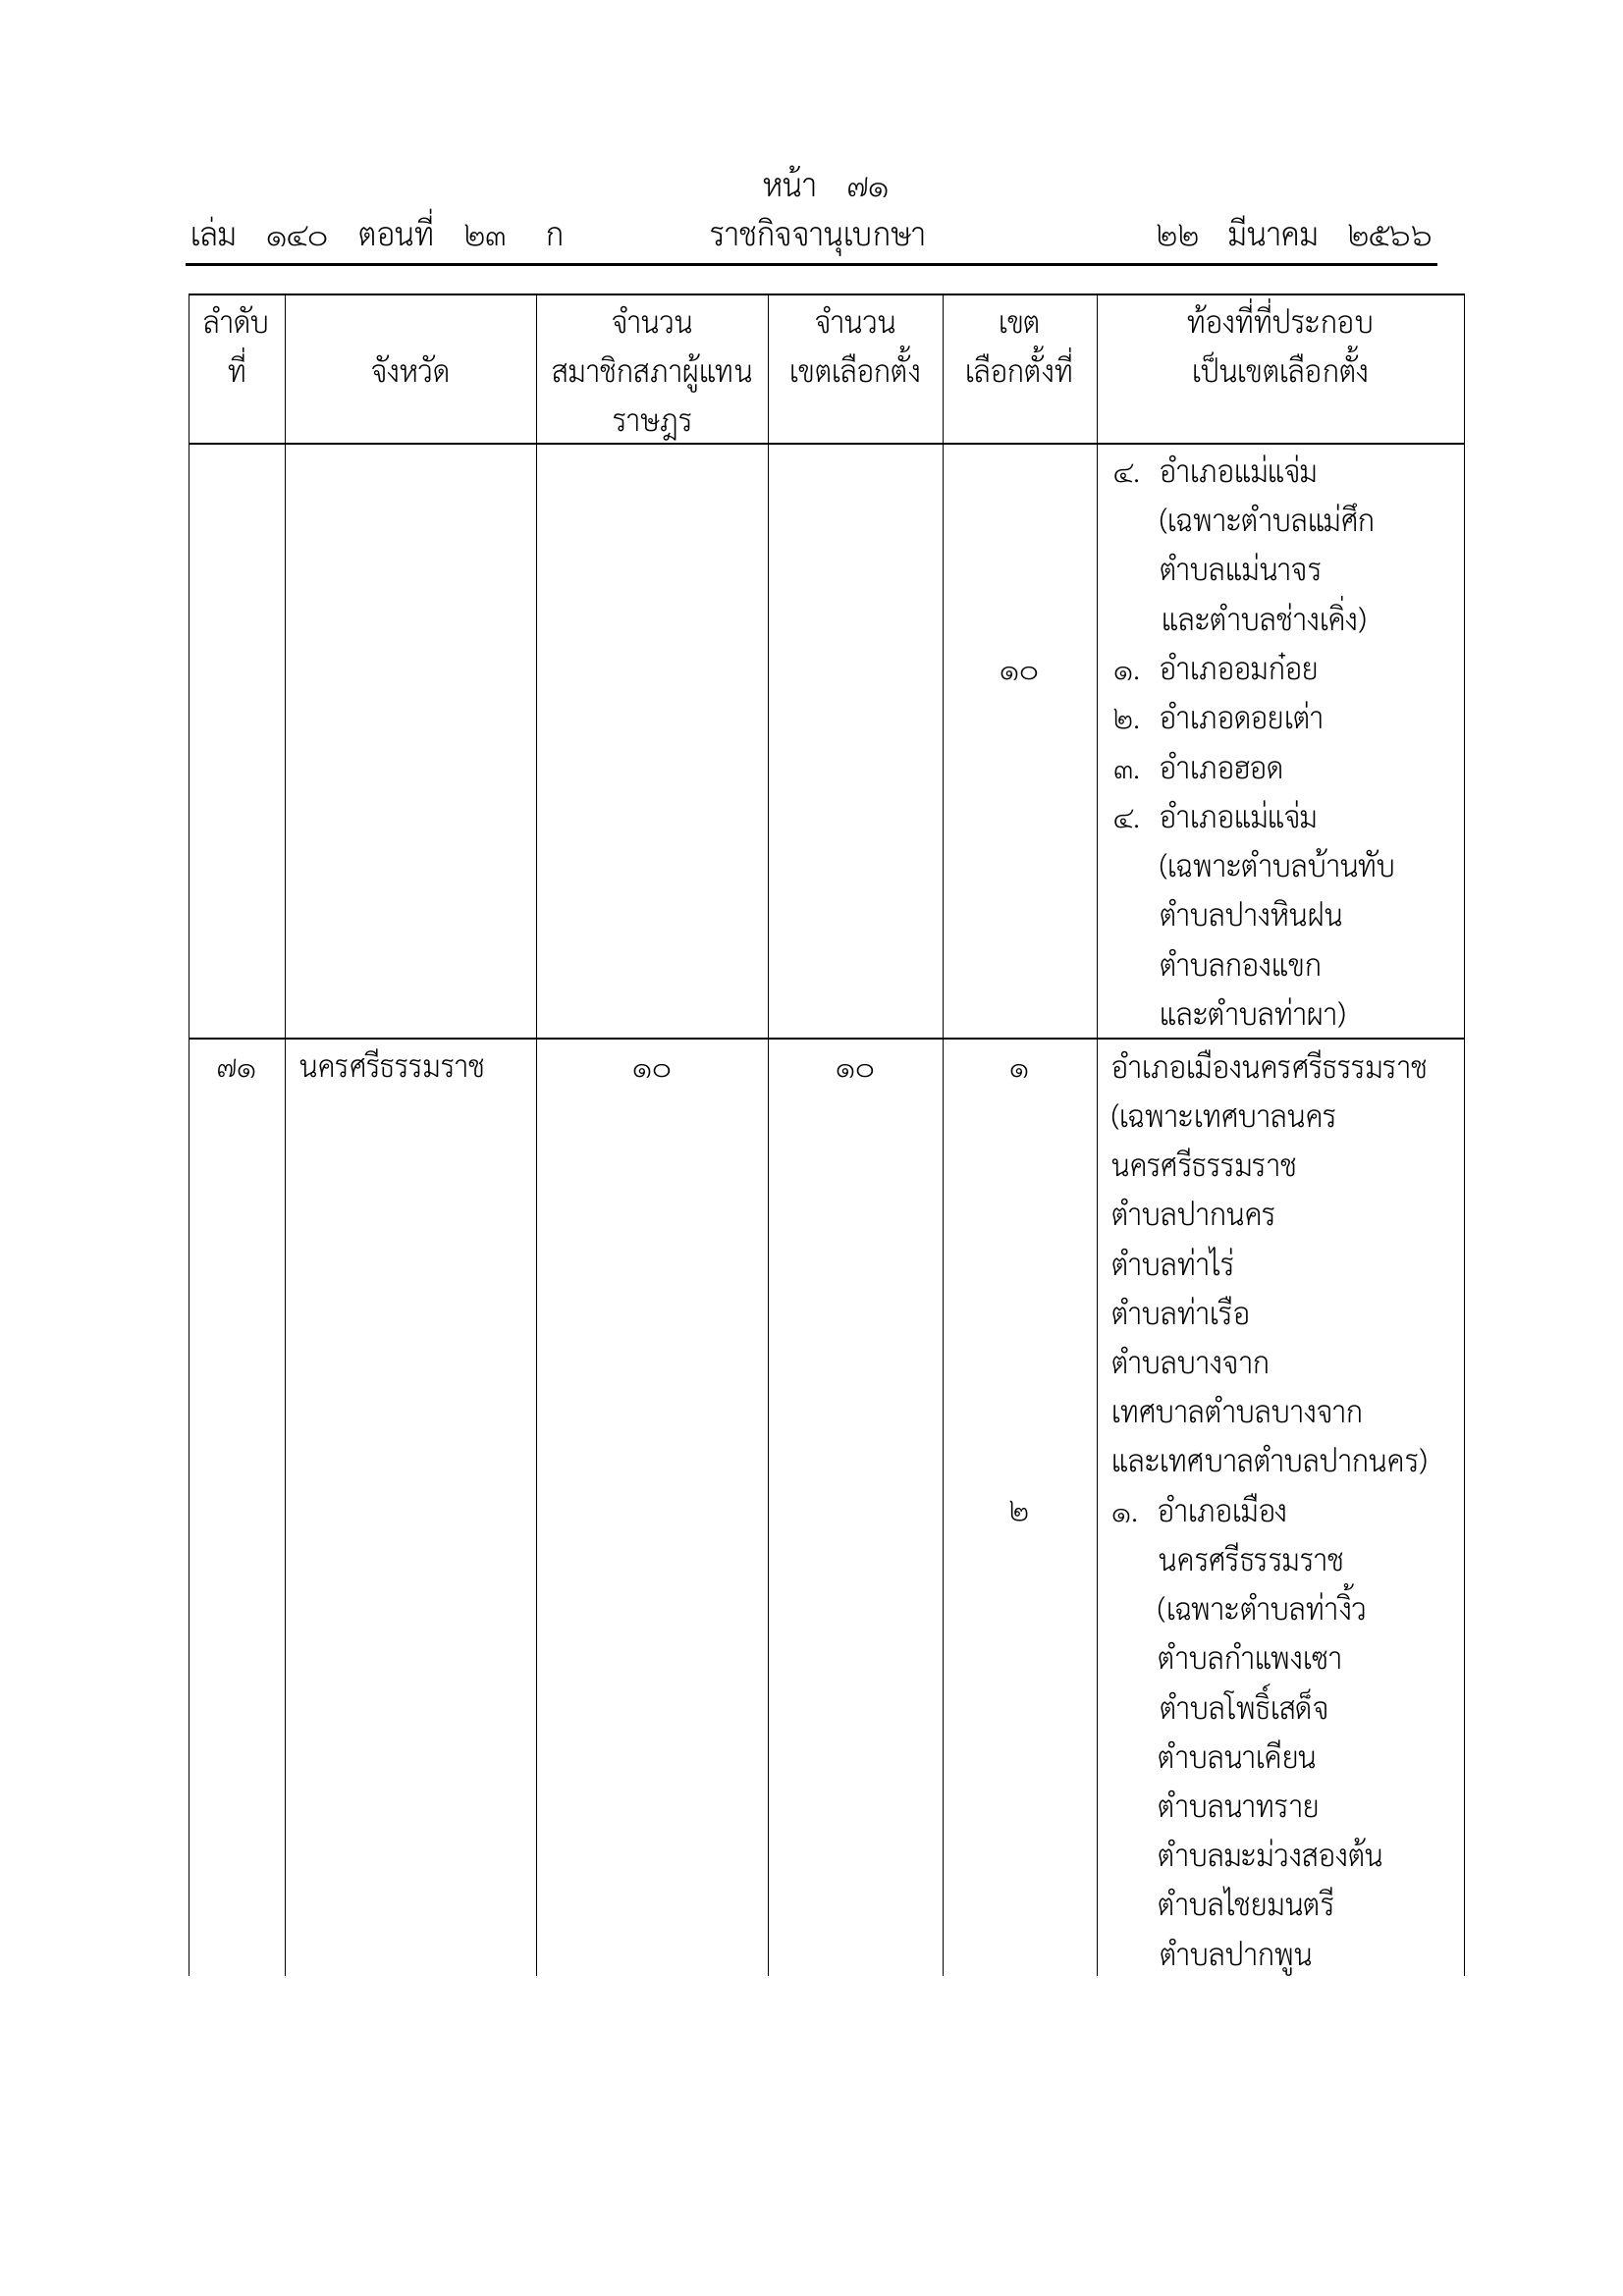 หน้า ๗๑
เล่ม ๑๔๐ ตอนที่ ๒๓ ก ราชกิจจานุเบกษา ๒๒ มีนาคม ๒๕๖๖
ลำดับ จำนวน จำนวน เขต ท้องที่ที่ประกอบ
ที่ จังหวัด สมาชิกสภาผู้แทน เขตเลือกตั้ง เลือกตั้งที่ เป็นเขตเลือกตั้ง
ราษฎร
๔. อำเภอแม่แจ่ม
(เฉพาะตำบลแม่ศึก
ตำบลแม่นาจร
และตำบลช่างเคิ่ง)
๑๐ ๑. อำเภออมก๋อย
๒. อำเภอดอยเต่า
๓. อำเภอฮอด
๔. อำเภอแม่แจ่ม
(เฉพาะตำบลบ้านทับ
ตำบลปางหินฝน
ตำบลกองแขก
และตำบลท่าผา)
๗๑ นครศรีธรรมราช ๑๐ ๑๐ ๑ อำเภอเมืองนครศรีธรรมราช
(เฉพาะเทศบาลนคร
นครศรีธรรมราช
ตำบลปากนคร
ตำบลท่าไร่
ตำบลท่าเรือ
ตำบลบางจาก
เทศบาลตำบลบางจาก
และเทศบาลตำบลปากนคร)
๒ ๑. อำเภอเมือง
นครศรีธรรมราช
(เฉพาะตำบลท่างิ้ว
ตำบลกำแพงเซา
ตำบลโพธิ์เสด็จ
ตำบลนาเคียน
ตำบลนาทราย
ตำบลมะม่วงสองต้น
ตำบลไชยมนตรี
ตำบลปากพูน